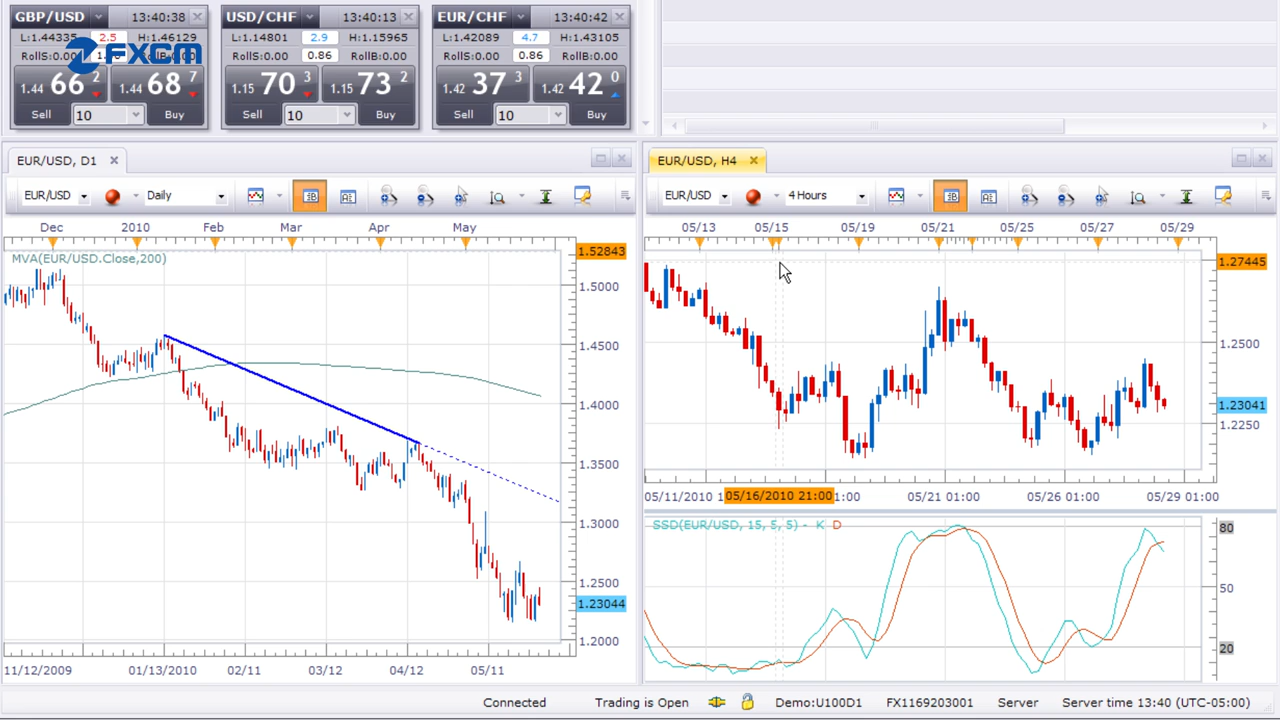 GBP/USD 13:40:38
L:1.44335 2.5 H:1.46129
RollS: RollB:0.00
FXCM
1.44 66 2 1.44 68 7
Sell 10 Buy
USD/CHF 13:40:13
L:1.14801 2.9 H:1.15965
RollS:0.00 0.86 RollB:0.00
1.15 70 3 1.15 73 2
Sell 10 Buy
EUR/CHF 13:40:42
L:1.42089 4.7 H:1.43105
RollS:0.00 0.86 RollB:0.00
1.42 37 3 1.42 42 0
Sell 10 Buy
EUR/USD, D1
EUR/USD Daily
Dec 2010 Feb Mar Apr May
MVA(EUR/USD.Close,200)
1.52843
1.5000
1.4500
1.4000
1.3500
1.3000
1.2500
1.23044
1.2000
11/12/2009 01/13/2010 02/11 03/12 04/12 05/11
EUR/USD, H4
EUR/USD 4 Hours
05/13 05/15 05/19 05/21 05/25 05/27 05/29
1.27445
1.2500
1.23041
1.2250
05/11/2010 1 05/16/2010 21:00 1:00 05/21 01:00 05/26 01:00 05/29 01:00
SSD(EUR/USD, 15, 5, 5) - K D
80
50
20
Connected Trading is Open Demo:U100D1 FX1169203001 Server Server time 13:40 (UTC-05:00)